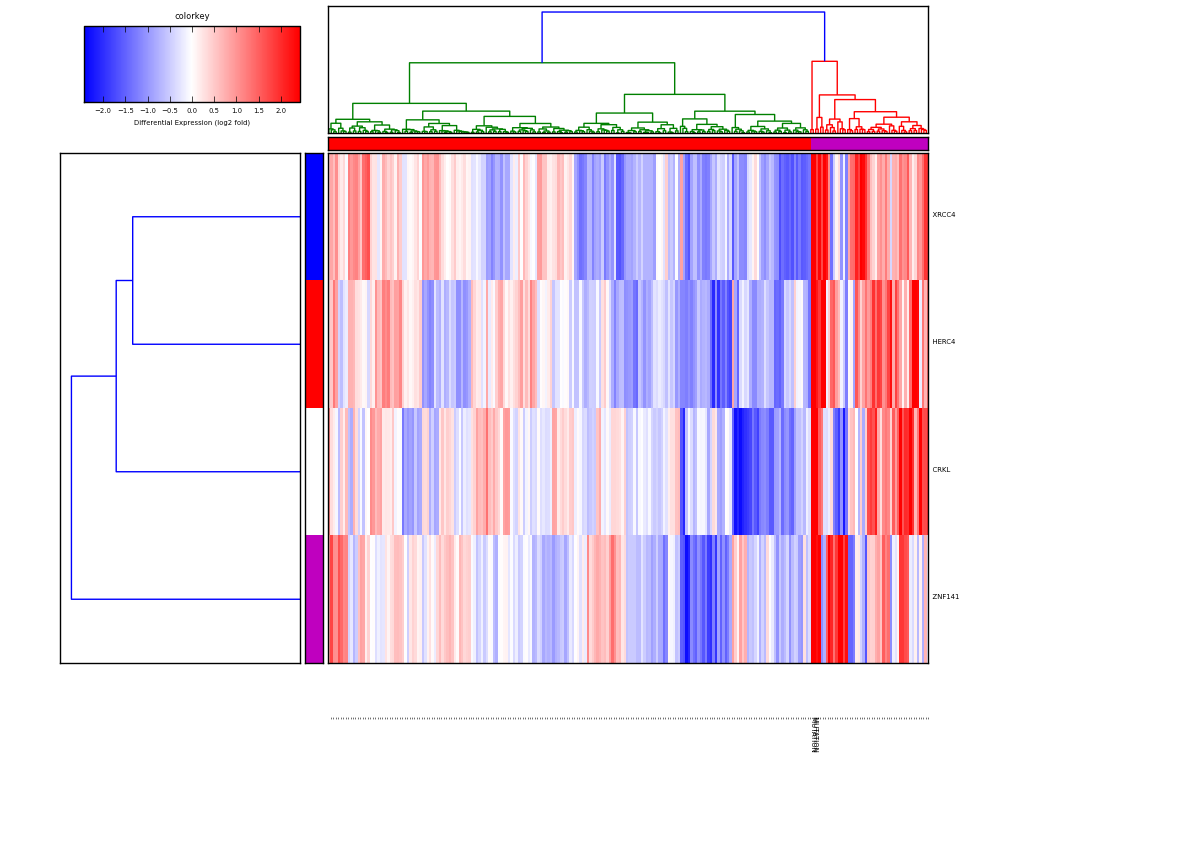 colorkey
−2.0 −1.5 −1.0 −0.5 0.0 0.5 1.0 1.5 2.0
Differential Expression (log2 fold)
XRCC4
HERC4
CRKL
ZNF141
MUTATION